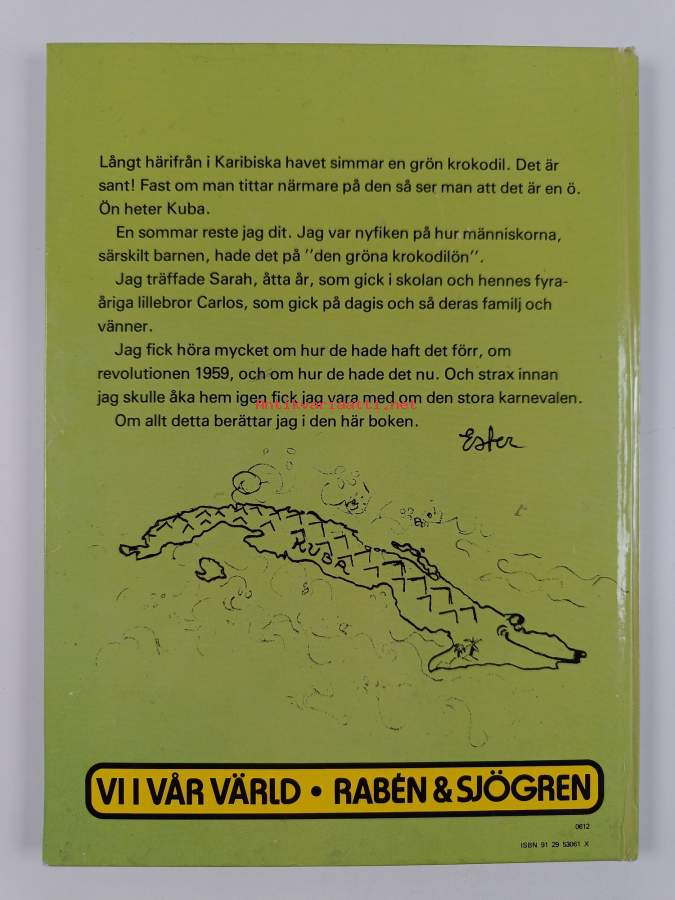 Långt härifrån i Karibiska havet simmar en grön krokodil. Det är
sant! Fast om man tittar närmare på den så ser man att det är en ö.
Ön heter Kuba.
En sommar reste jag dit. Jag var nyfiken på hur människorna,
särskilt barnen, hade det på "den gröna krokodilön".
Jag träffade Sarah, åtta år, som gick i skolan och hennes fyra-
åriga lillebror Carlos, som gick på dagis och så deras familj och
vänner.
Jag fick höra mycket om hur de hade haft det förr, om
revolutionen 1959, och om hur de hade det nu. Och strax innan
jag skulle åka hem igen fick jag vara med om den stora karnevalen.
Antikvariaatti.net
Om allt detta berättar jag i den här boken.
Ester
KUBA
VI I VÅR VÄRLD • RABÉN & SJÖGREN
0612
ISBN 91 29 53061 X